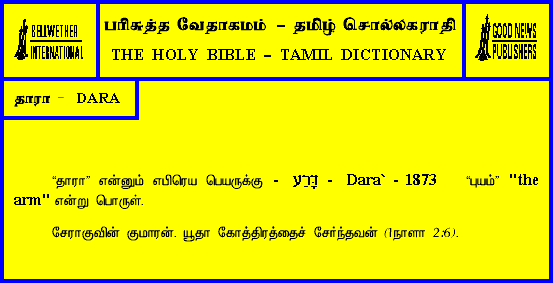 BELLWETHER
INTERNATIONAL
பரிசுத்த வேதாகமம் – தமிழ் சொல்லகராதி
THE HOLY BIBLE – TAMIL DICTIONARY
GOOD NEWS
PUBLISHERS
தாரா – DARA
“தாரா” என்னும் எபிரெய பெயருக்கு - דָּרַע - Dara` - 1873 “புயம்” "the
arm" என்று பொருள்.
சேராகுவின் குமாரன். யூதா கோத்திரத்தைச் சேர்ந்தவன் (1நாளா 2:6).